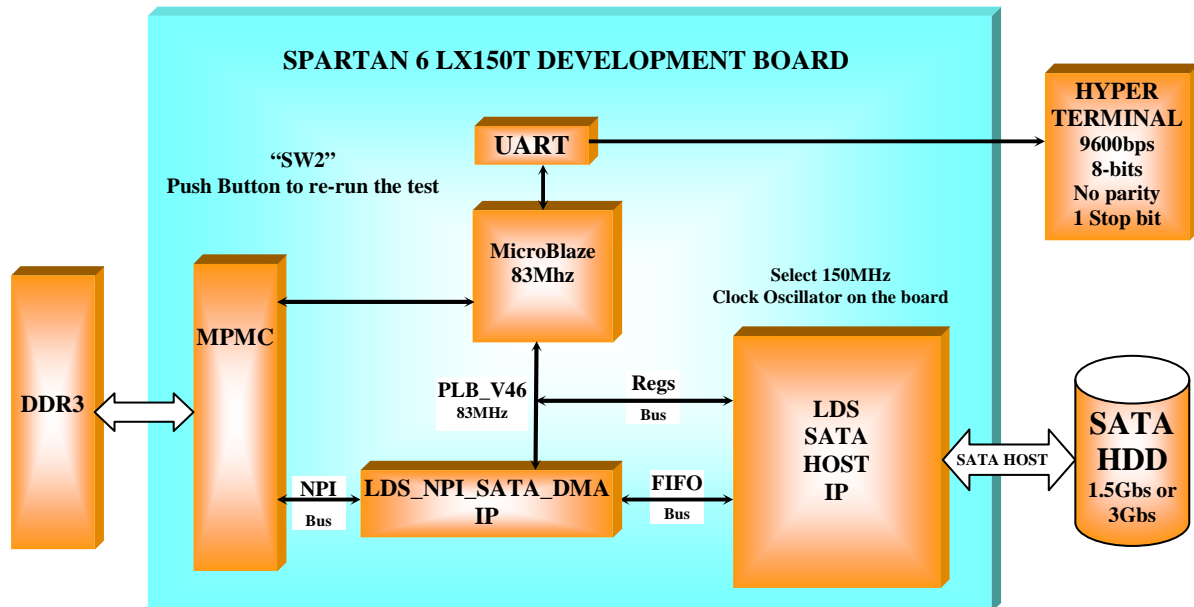 SPARTAN 6 LX150T DEVELOPMENT BOARD
HYPER
TERMINAL
9600bps
8-bits
No parity
1 Stop bit
UART
“SW2”
Push Button to re-run the test
MicroBlaze
83Mhz
Select 150MHz
Clock Oscillator on the board
MPMC
DDR3
PLB_V46
83MHz
Regs
Bus
LDS
SATA
HOST
IP
SATA HOST
SATA
HDD
1.5Gbs or
3Gbs
NPI
Bus
LDS_NPI_SATA_DMA
IP
FIFO
Bus